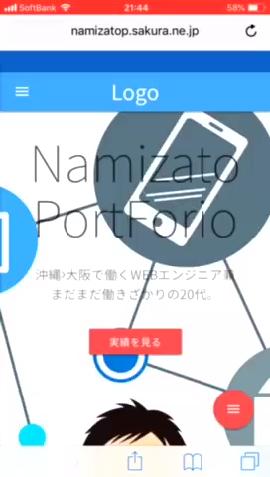 SoftBank 21:44 58%
namizatop.sakura.ne.jp
Logo
Namizato
PortForio
沖縄›大阪で働くWEBエンジニア兼
まだまだ働きざかりの20代。
実績を見る